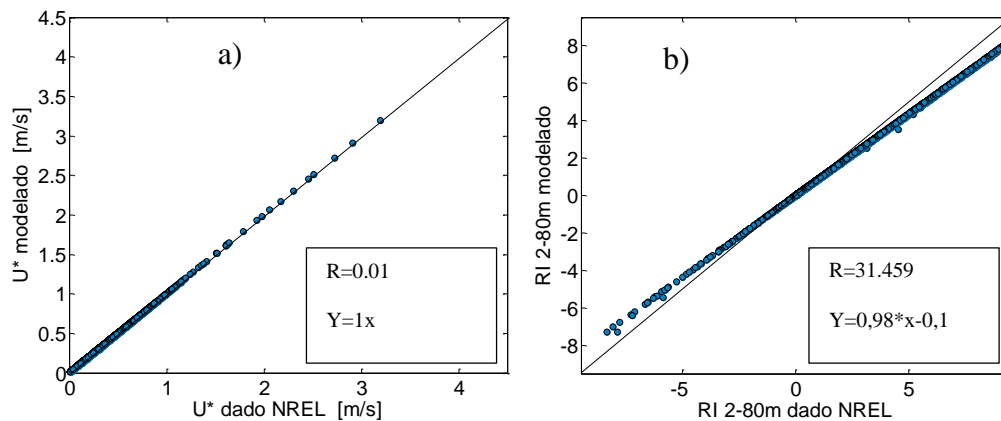 4.5
4
3.5
3
2.5
2
1.5
1
0.5
0
U* modelado [m/s]
a)
R=0.01
Y=1x
0 1 2 3 4
U* dado NREL [m/s]
8
6
4
2
0
-2
-4
-6
-8
RI 2-80m modelado
b)
R=31.459
Y=0,98*x-0,1
-5 0 5
RI 2-80m dado NREL